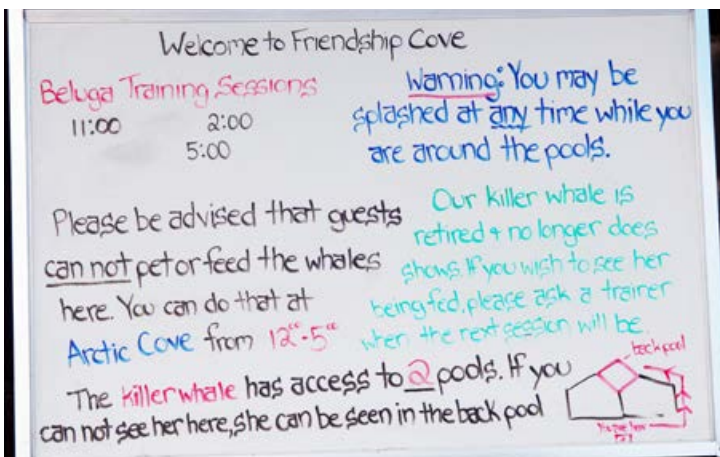 Welcome to Friendship Cove
Beluga Training Sessions
11:00 2:00
5:00
Warning: You may be
splashed at any time while you
are around the pools.
Please be advised that guests
can not pet or feed the whales
here. You can do that at
Arctic Cove from 12⁰⁰-5⁰⁰
Our killer whale is
retired + no longer does
shows. If you wish to see her
being fed, please ask a trainer
when the next session will be.
The killer whale has access to 2 pools. If you
can not see her here, she can be seen in the back pool
back pool
You are here